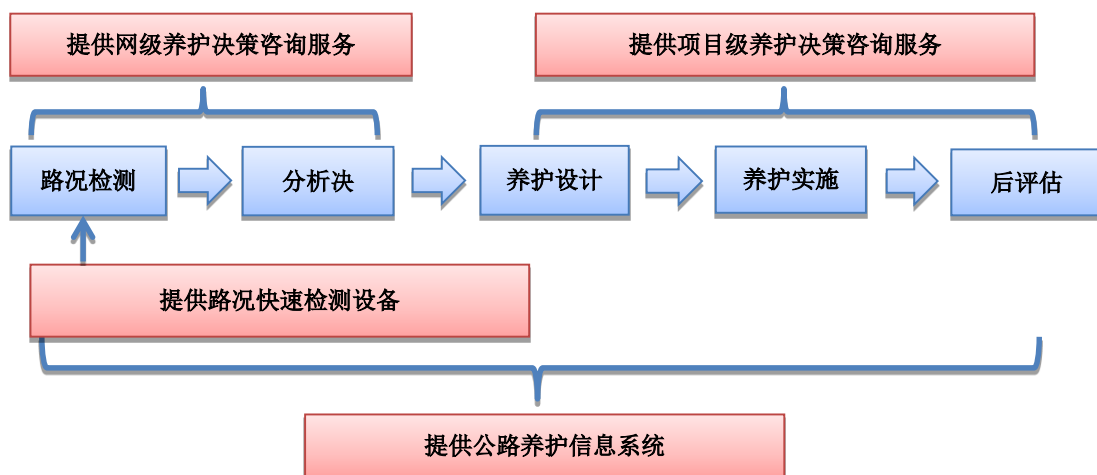 提供网级养护决策咨询服务
提供项目级养护决策咨询服务
路况检测
分析决
养护设计
养护实施
后评估
提供路况快速检测设备
提供公路养护信息系统